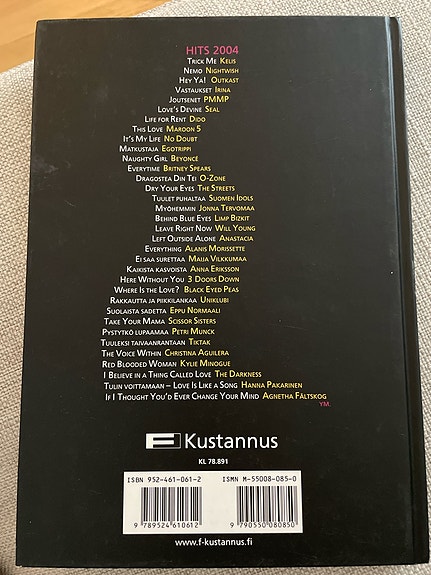 HITS 2004
TRICK ME KELIS
NEMO NIGHTWISH
HEY YA! OUTKAST
VASTAUKSET IRINA
JOUTSENET PMMP
LOVE'S DEVINE SEAL
LIFE FOR RENT DIDO
THIS LOVE MAROON 5
IT'S MY LIFE NO DOUBT
MATKUSTAJA EGOTRIPPI
NAUGHTY GIRL BEYONCÉ
EVERYTIME BRITNEY SPEARS
DRAGOSTEA DIN TEI O-ZONE
DRY YOUR EYES THE STREETS
TUULET PUHALTAA SUOMEN IDOLS
MYÖHEMMIN JONNA TERVOMAA
BEHIND BLUE EYES LIMP BIZKIT
LEAVE RIGHT NOW WILL YOUNG
LEFT OUTSIDE ALONE ANASTACIA
EVERYTHING ALANIS MORISSETTE
EI SAA SURETTAA MAIJA VILKKUMAA
KAIKISTA KASVOISTA ANNA ERIKSSON
HERE WITHOUT YOU 3 DOORS DOWN
WHERE IS THE LOVE? BLACK EYED PEAS
RAKKAUTTA JA PIIKKILANKAA UNIKLUBI
SUOLAISTA SADETTA EPPU NORMAALI
TAKE YOUR MAMA SCISSOR SISTERS
PYSTYTKÖ LUPAAMAA PETRI MUNCK
TUULEKSI TAIVAANRANTAAN TIKTAK
THE VOICE WITHIN CHRISTINA AGUILERA
RED BLOODED WOMAN KYLIE MINOGUE
I BELIEVE IN A THING CALLED LOVE THE DARKNESS
TULIN VOITTAMAAN – LOVE IS LIKE A SONG HANNA PAKARINEN
IF I THOUGHT YOU'D EVER CHANGE YOUR MIND AGNETHA FÄLTSKOG
YM.
F Kustannus
KL 78.891
ISBN 952-461-061-2
ISMN M-55008-085-0
9 789524 610612
9 790550 080850
www.f-kustannus.fi